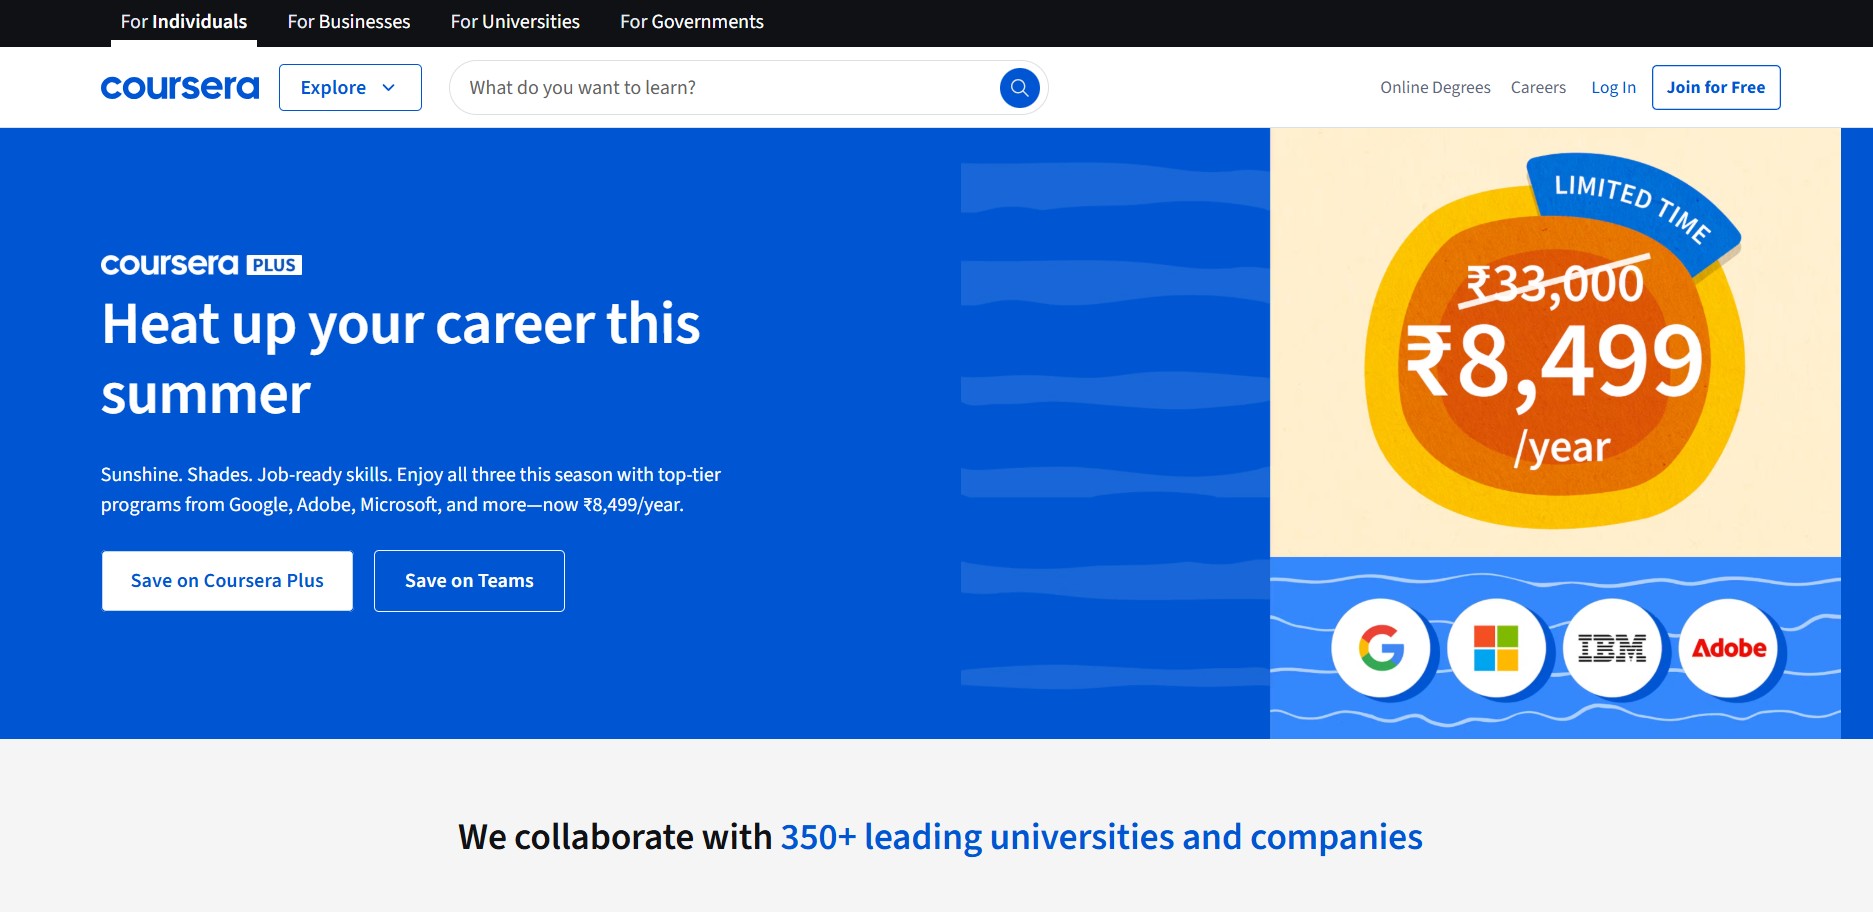 For Individuals For Businesses For Universities For Governments
coursera Explore What do you want to learn? Online Degrees Careers Log In Join for Free
coursera PLUS
Heat up your career this
summer
Sunshine. Shades. Job-ready skills. Enjoy all three this season with top-tier
programs from Google, Adobe, Microsoft, and more—now ₹8,499/year.
Save on Coursera Plus Save on Teams
LIMITED TIME
₹33,000
₹8,499
/year
G IBM Adobe
We collaborate with 350+ leading universities and companies